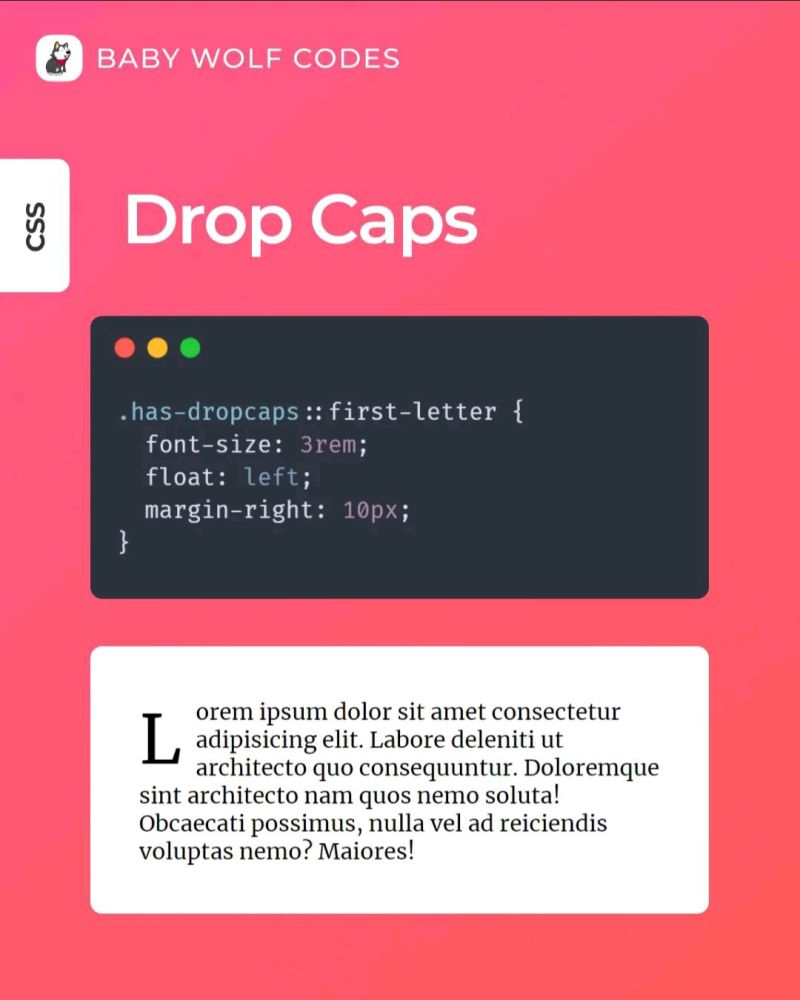 BABY WOLF CODES
CSS
Drop Caps
.has-dropcaps::first-letter {
  font-size: 3rem;
  float: left;
  margin-right: 10px;
}
Lorem ipsum dolor sit amet consectetur
adipisicing elit. Labore deleniti ut
architecto quo consequuntur. Doloremque
sint architecto nam quos nemo soluta!
Obcaecati possimus, nulla vel ad reiciendis
voluptas nemo? Maiores!